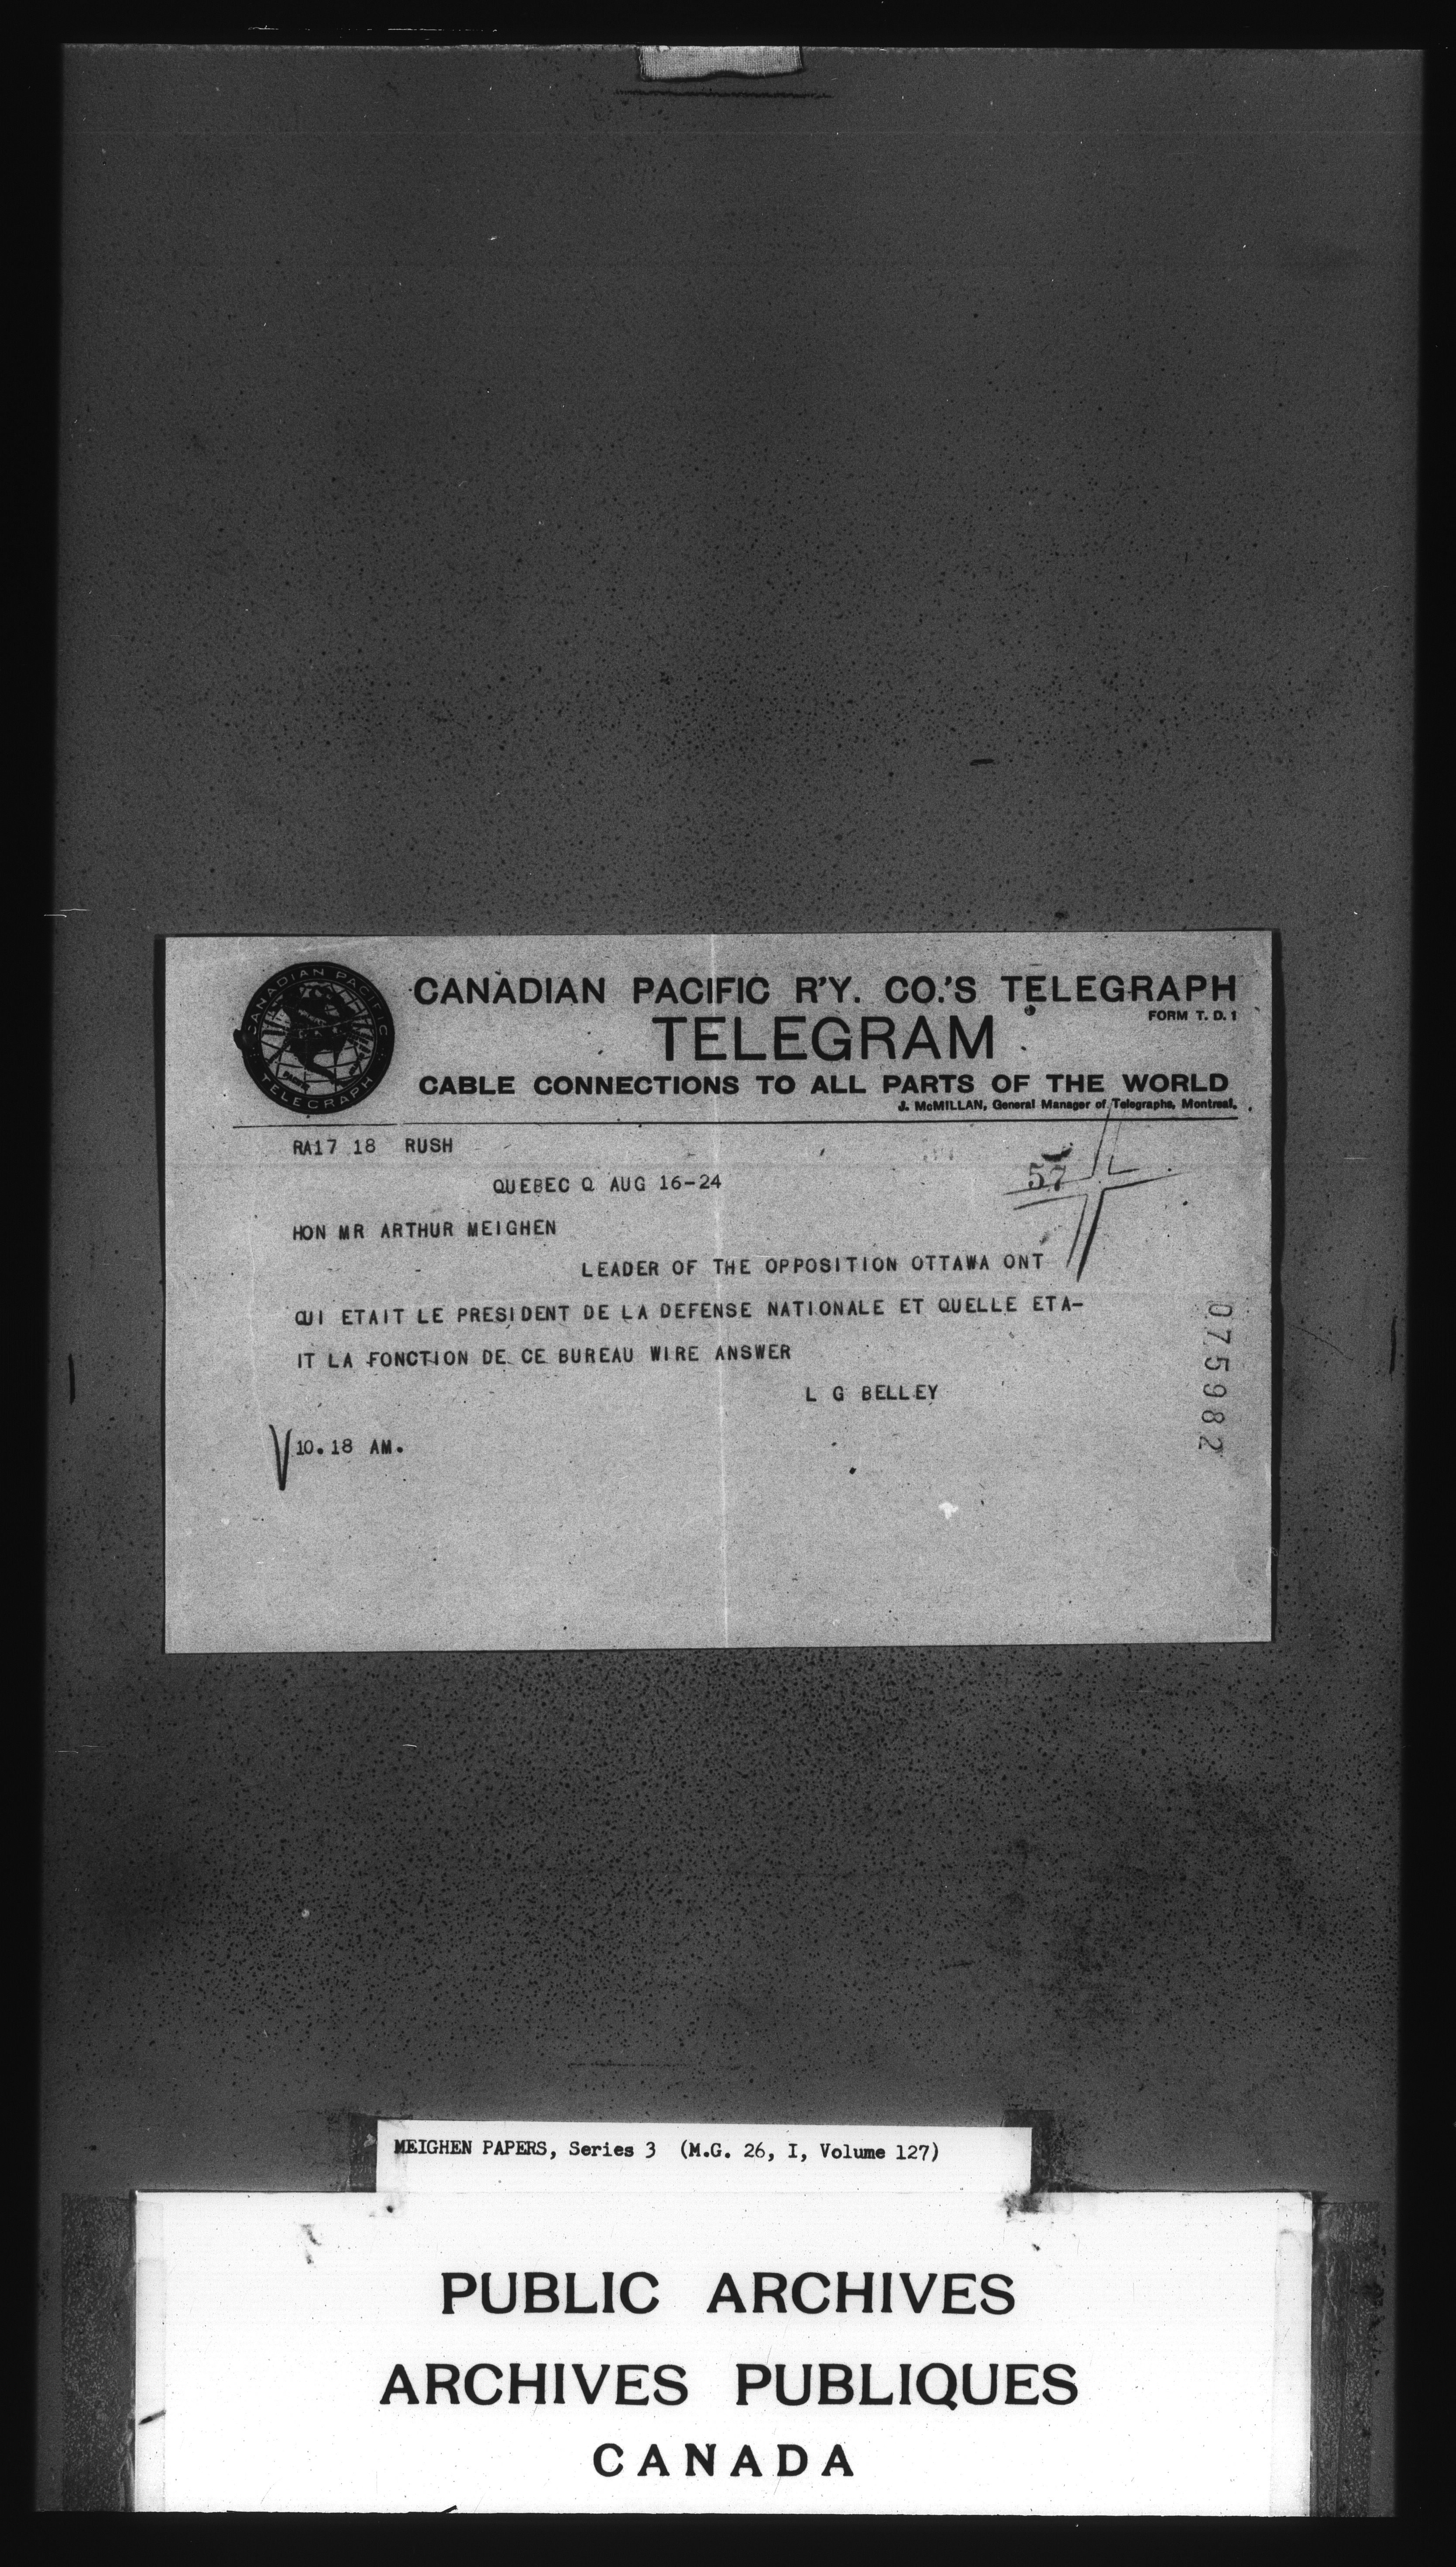 CANADIAN PACIFIC
TELEGRAPH
PACIFIC
CANADIAN PACIFIC R'Y. CO.'S TELEGRAPH
FORM T. D. 1
TELEGRAM
CABLE CONNECTIONS TO ALL PARTS OF THE WORLD
J. McMILLAN, General Manager of Telegraphs, Montreal.
RA17 18 RUSH
57
QUEBEC Q AUG 16-24
HON MR ARTHUR MEIGHEN
LEADER OF THE OPPOSITION OTTAWA ONT
QUI ETAIT LE PRESIDENT DE LA DEFENSE NATIONALE ET QUELLE ETA-
IT LA FONCTION DE CE BUREAU WIRE ANSWER
L G BELLEY
10.18 AM.
075982
MEIGHEN PAPERS, Series 3 (M.G. 26, I, Volume 127)
PUBLIC ARCHIVES
ARCHIVES PUBLIQUES
CANADA